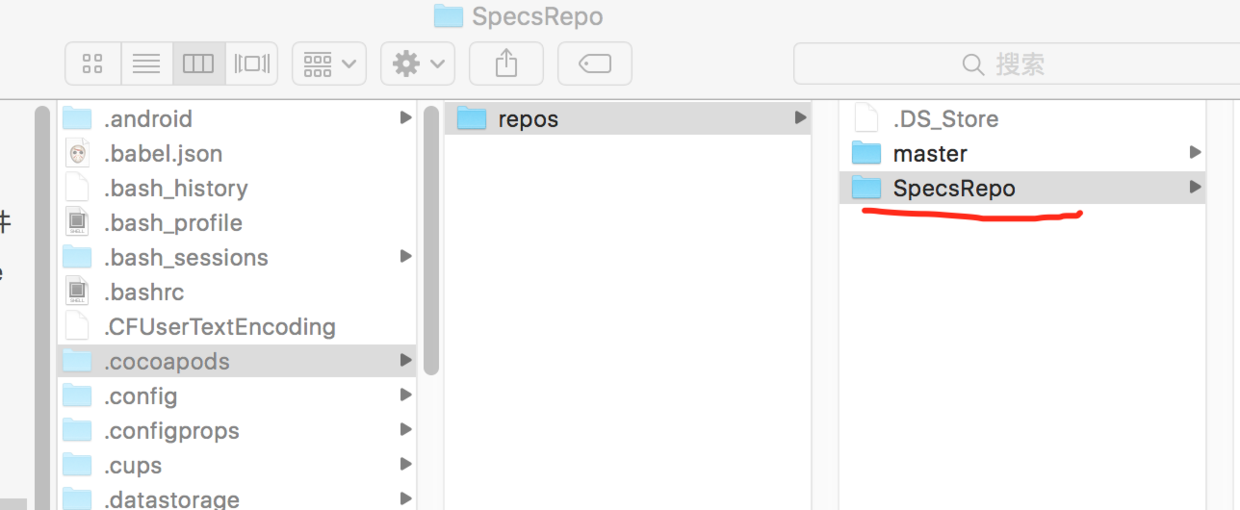 SpecsRepo
搜索
.android
.babel.json
.bash_history
.bash_profile
.bash_sessions
.bashrc
.CFUserTextEncoding
.cocoapods
.config
.configprops
.cups
.datastorage
repos
.DS_Store
master
SpecsRepo